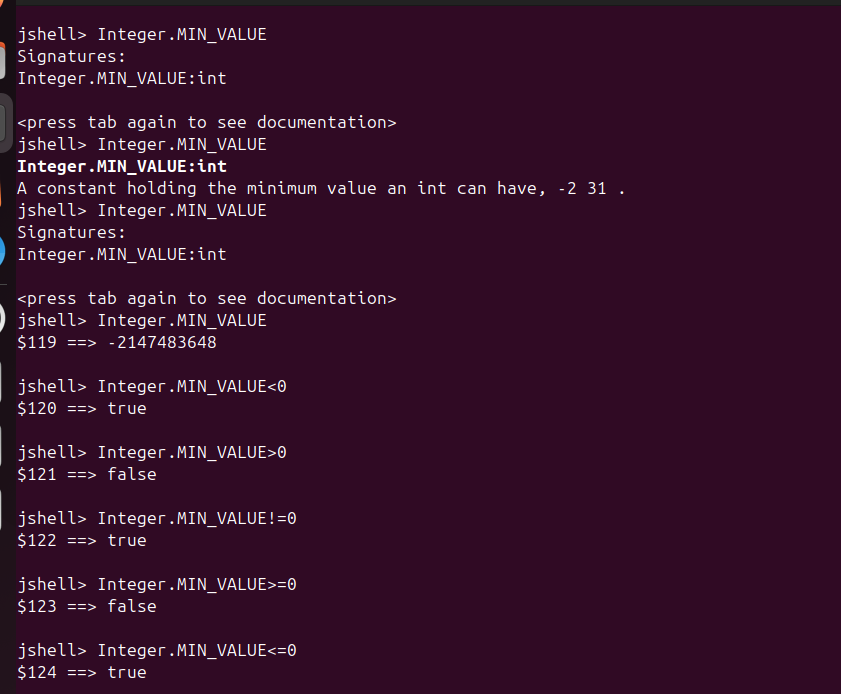 jshell> Integer.MIN_VALUE
Signatures:
Integer.MIN_VALUE:int
<press tab again to see documentation>
jshell> Integer.MIN_VALUE
Integer.MIN_VALUE:int
A constant holding the minimum value an int can have, -2 31 .
jshell> Integer.MIN_VALUE
Signatures:
Integer.MIN_VALUE:int
<press tab again to see documentation>
jshell> Integer.MIN_VALUE
$119 ==> -2147483648
jshell> Integer.MIN_VALUE<0
$120 ==> true
jshell> Integer.MIN_VALUE>0
$121 ==> false
jshell> Integer.MIN_VALUE!=0
$122 ==> true
jshell> Integer.MIN_VALUE>=0
$123 ==> false
jshell> Integer.MIN_VALUE<=0
$124 ==> true